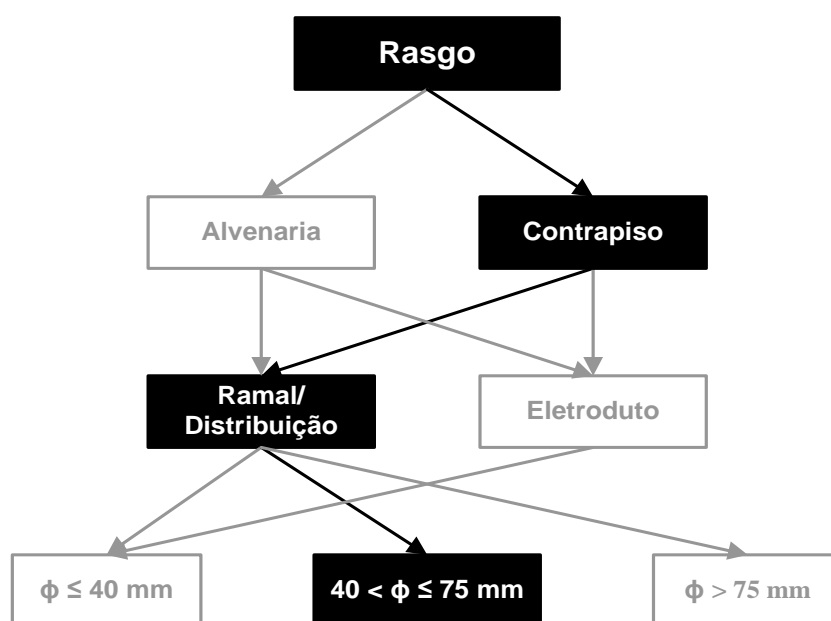 Rasgo
Alvenaria
Contrapiso
Ramal/
Distribuição
Eletroduto
ϕ ≤ 40 mm
40 < ϕ ≤ 75 mm
ϕ > 75 mm